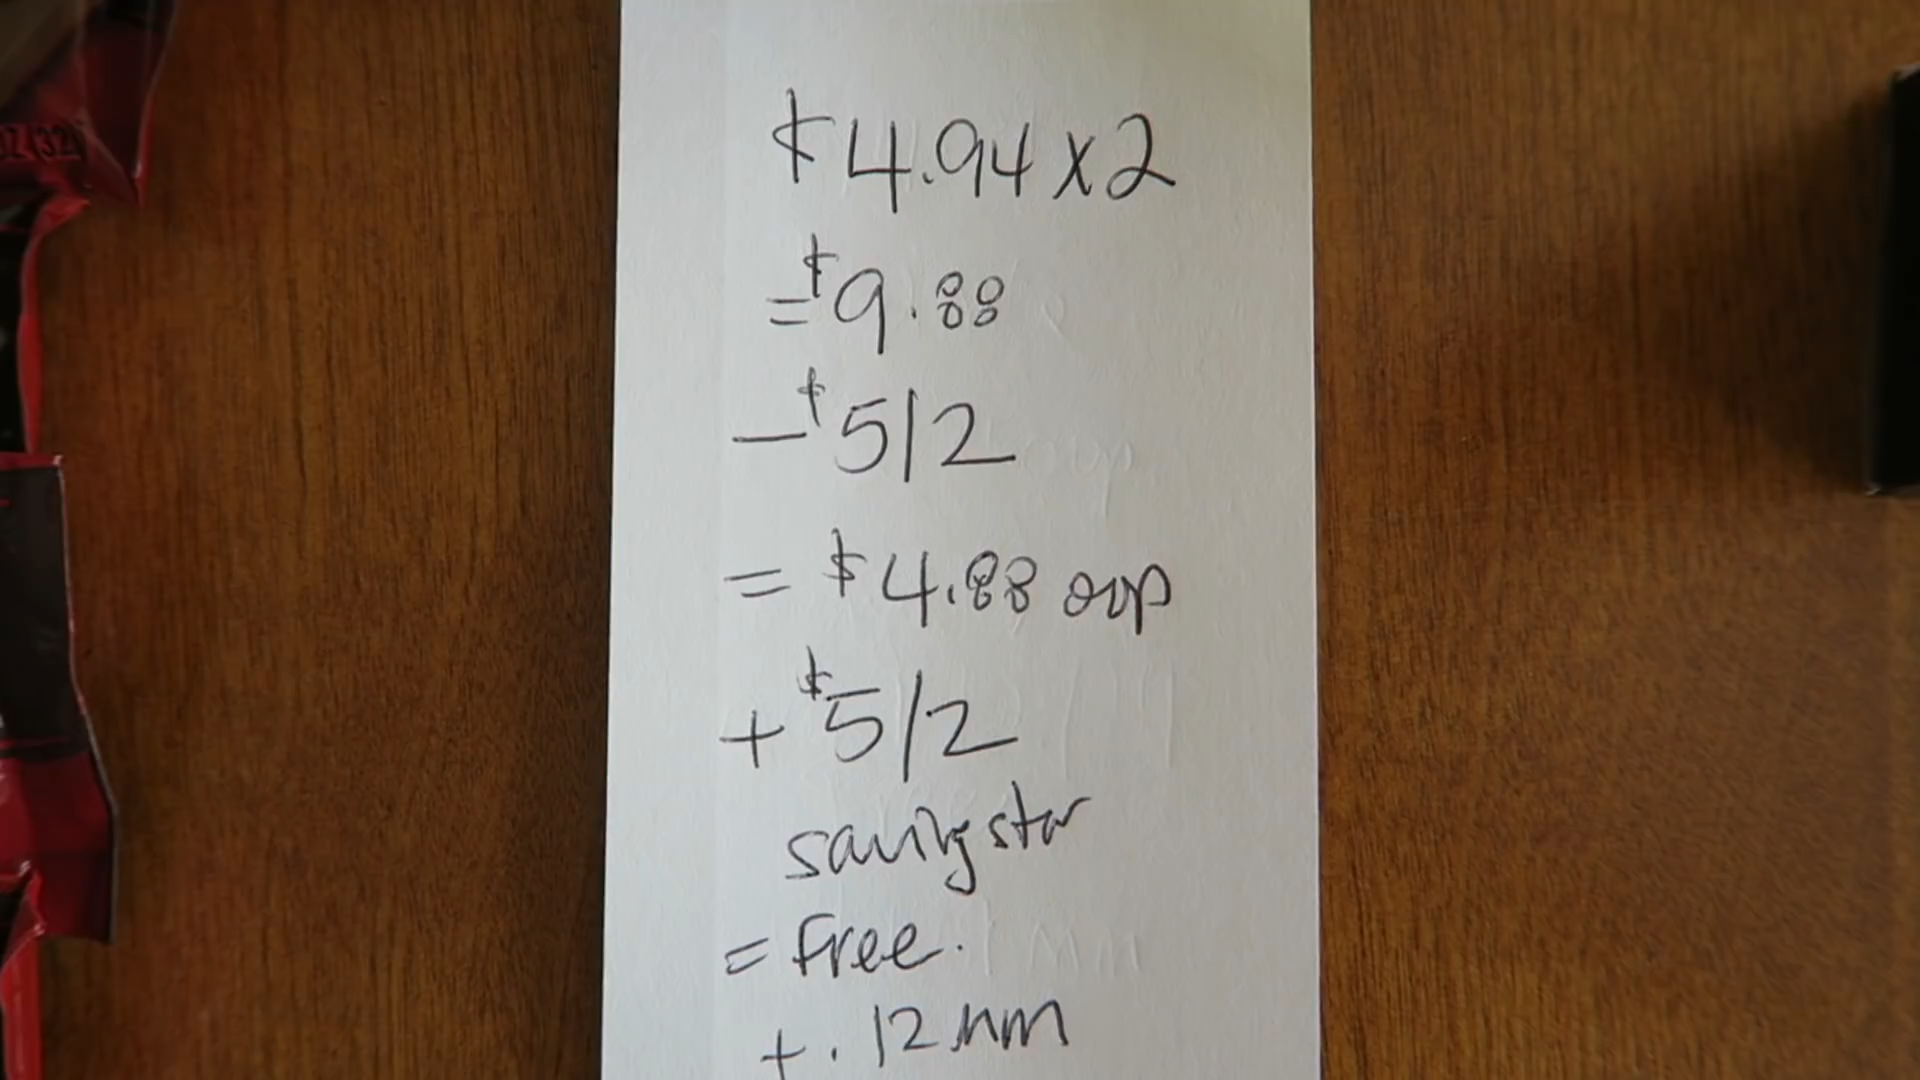 $4.94 x 2
= $9.88
- $5/2
= $4.88 oop
+ $5/2
savingstar
= Free.
+ .12 mm